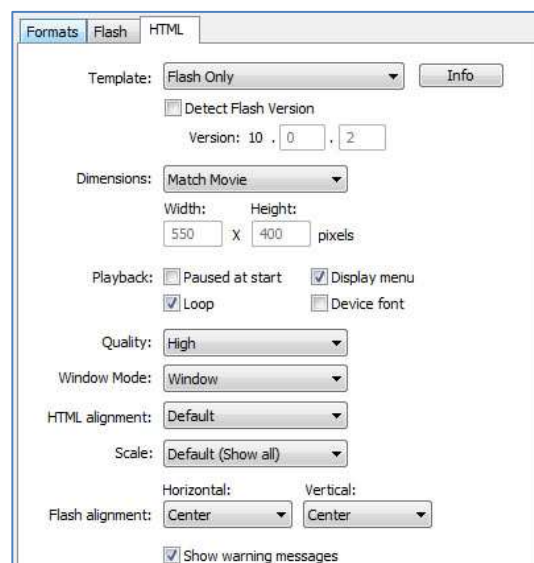 Formats Flash HTML
Template: Flash Only Info
Detect Flash Version
Version: 10 . 0 . 2
Dimensions: Match Movie
Width: Height:
550 X 400 pixels
Playback: Paused at start Display menu
Loop Device font
Quality: High
Window Mode: Window
HTML alignment: Default
Scale: Default (Show all)
Horizontal: Vertical:
Flash alignment: Center Center
Show warning messages